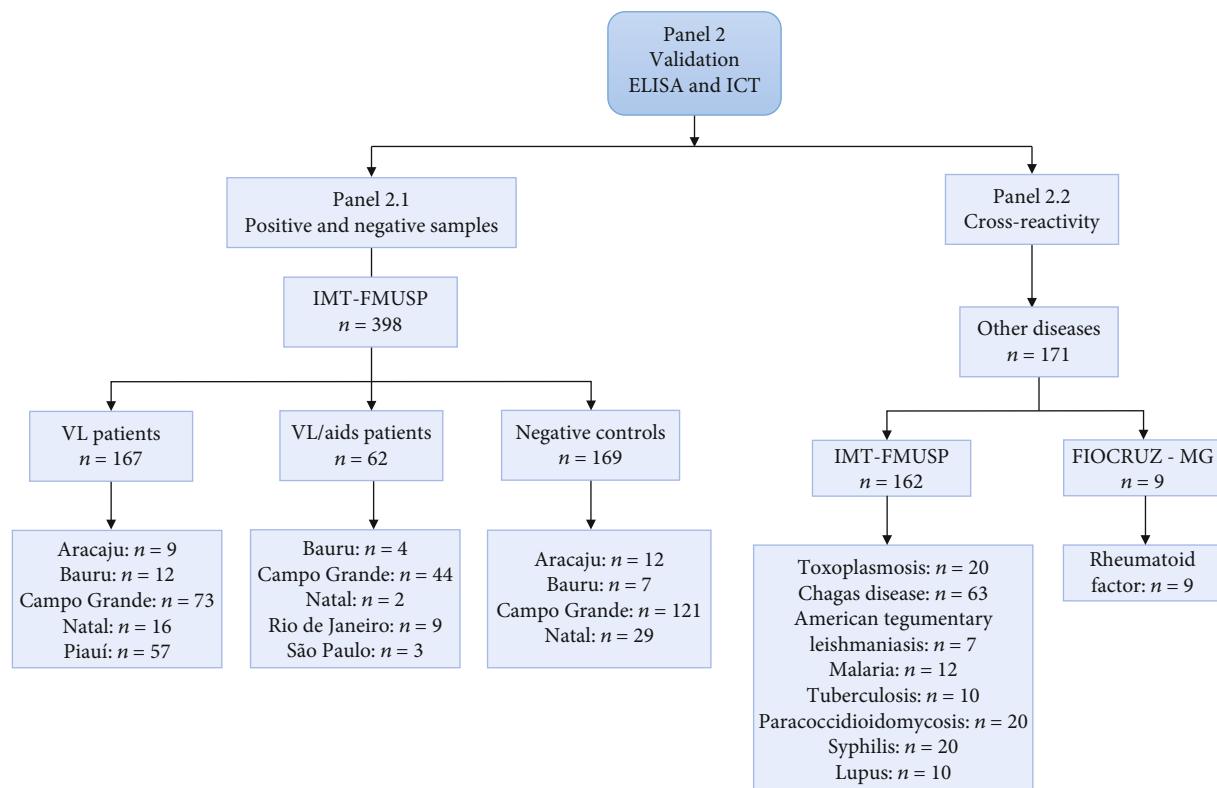 Panel 2
Validation
ELISA and ICT
Panel 2.1
Positive and negative samples
IMT-FMUSP
n = 398
VL patients
n = 167
Aracaju: n = 9
Bauru: n = 12
Campo Grande: n = 73
Natal: n = 16
Piauí: n = 57
VL/aids patients
n = 62
Bauru: n = 4
Campo Grande: n = 44
Natal: n = 2
Rio de Janeiro: n = 9
São Paulo: n = 3
Negative controls
n = 169
Aracaju: n = 12
Bauru: n = 7
Campo Grande: n = 121
Natal: n = 29
Panel 2.2
Cross-reactivity
Other diseases
n = 171
IMT-FMUSP
n = 162
Toxoplasmosis: n = 20
Chagas disease: n = 63
American tegumentary
leishmaniasis: n = 7
Malaria: n = 12
Tuberculosis: n = 10
Paracoccidioidomycosis: n = 20
Syphilis: n = 20
Lupus: n = 10
FIOCRUZ - MG
n = 9
Rheumatoid
factor: n = 9